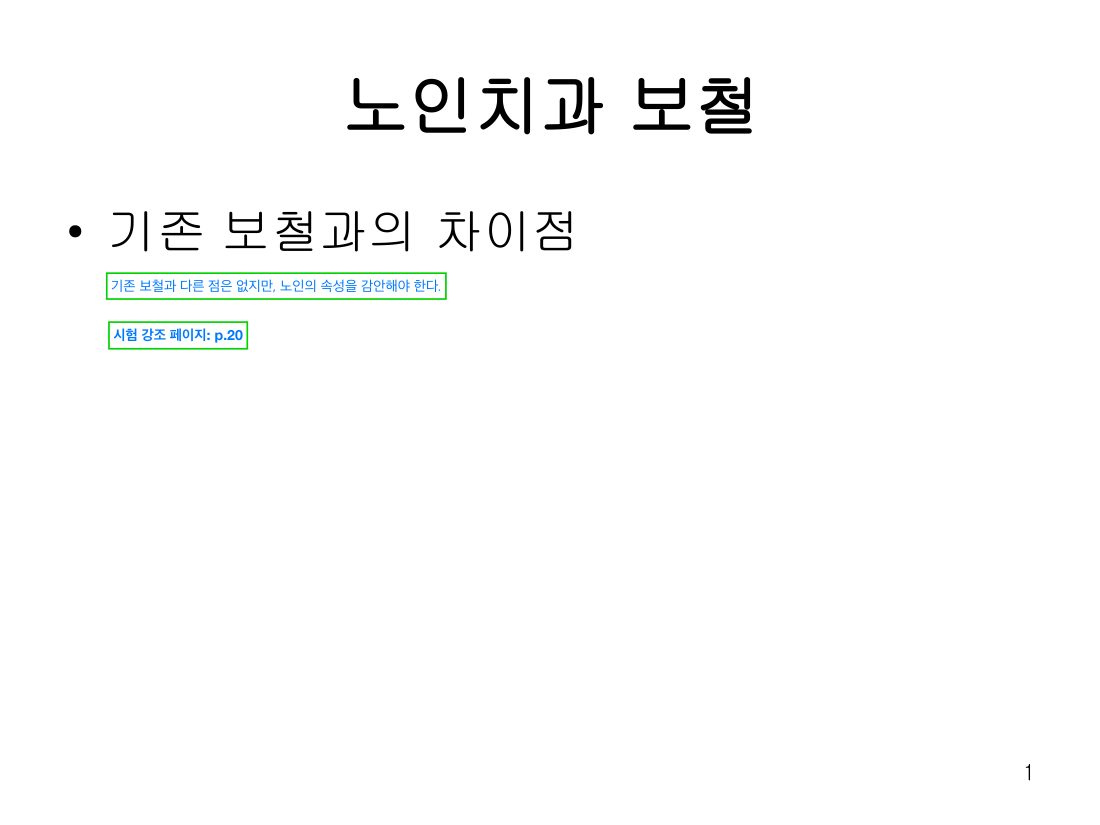 노인치과 보철
• 기존 보철과의 차이점
기존 보철과 다른 점은 없지만, 노인의 속성을 감안해야 한다.
시험 강조 페이지: p.20
1